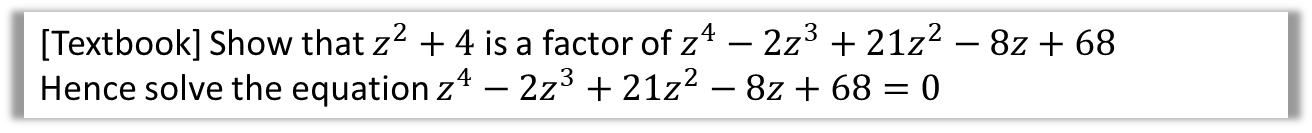 [Textbook] Show that z² + 4 is a factor of z⁴ − 2z³ + 21z² − 8z + 68
Hence solve the equation z⁴ − 2z³ + 21z² − 8z + 68 = 0